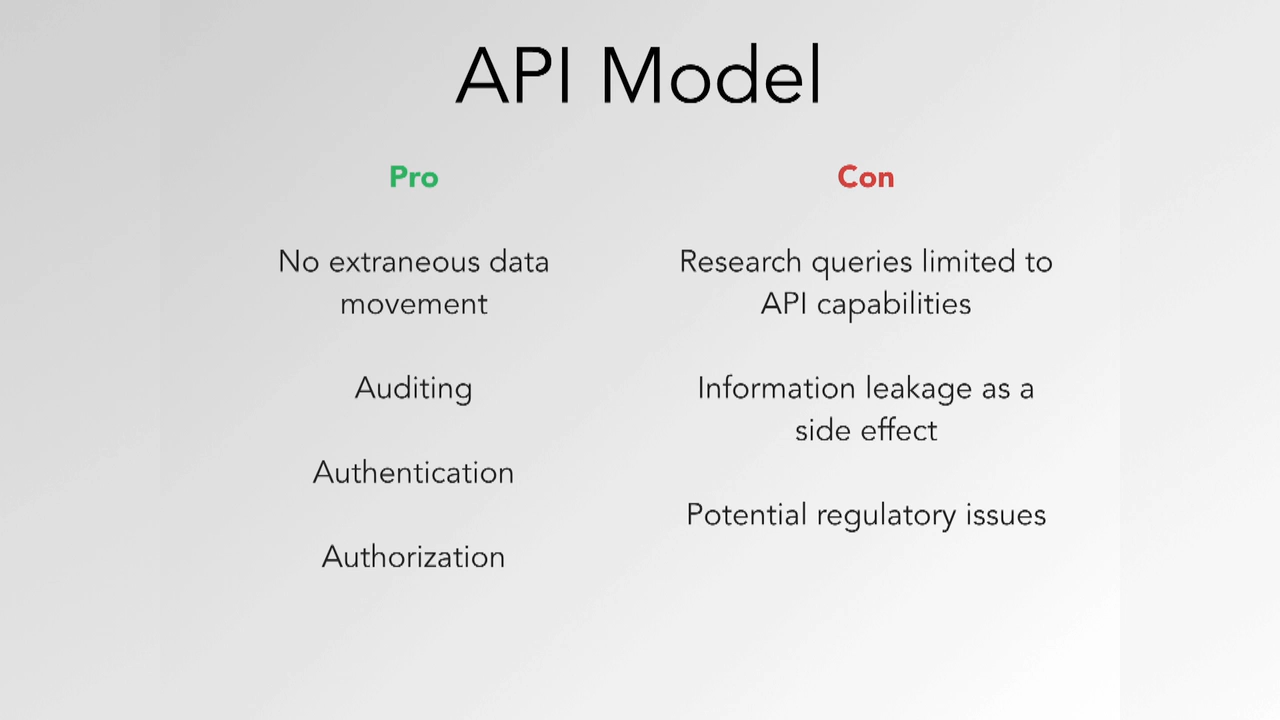 API Model
Pro
No extraneous data
movement
Auditing
Authentication
Authorization
Con
Research queries limited to
API capabilities
Information leakage as a
side effect
Potential regulatory issues